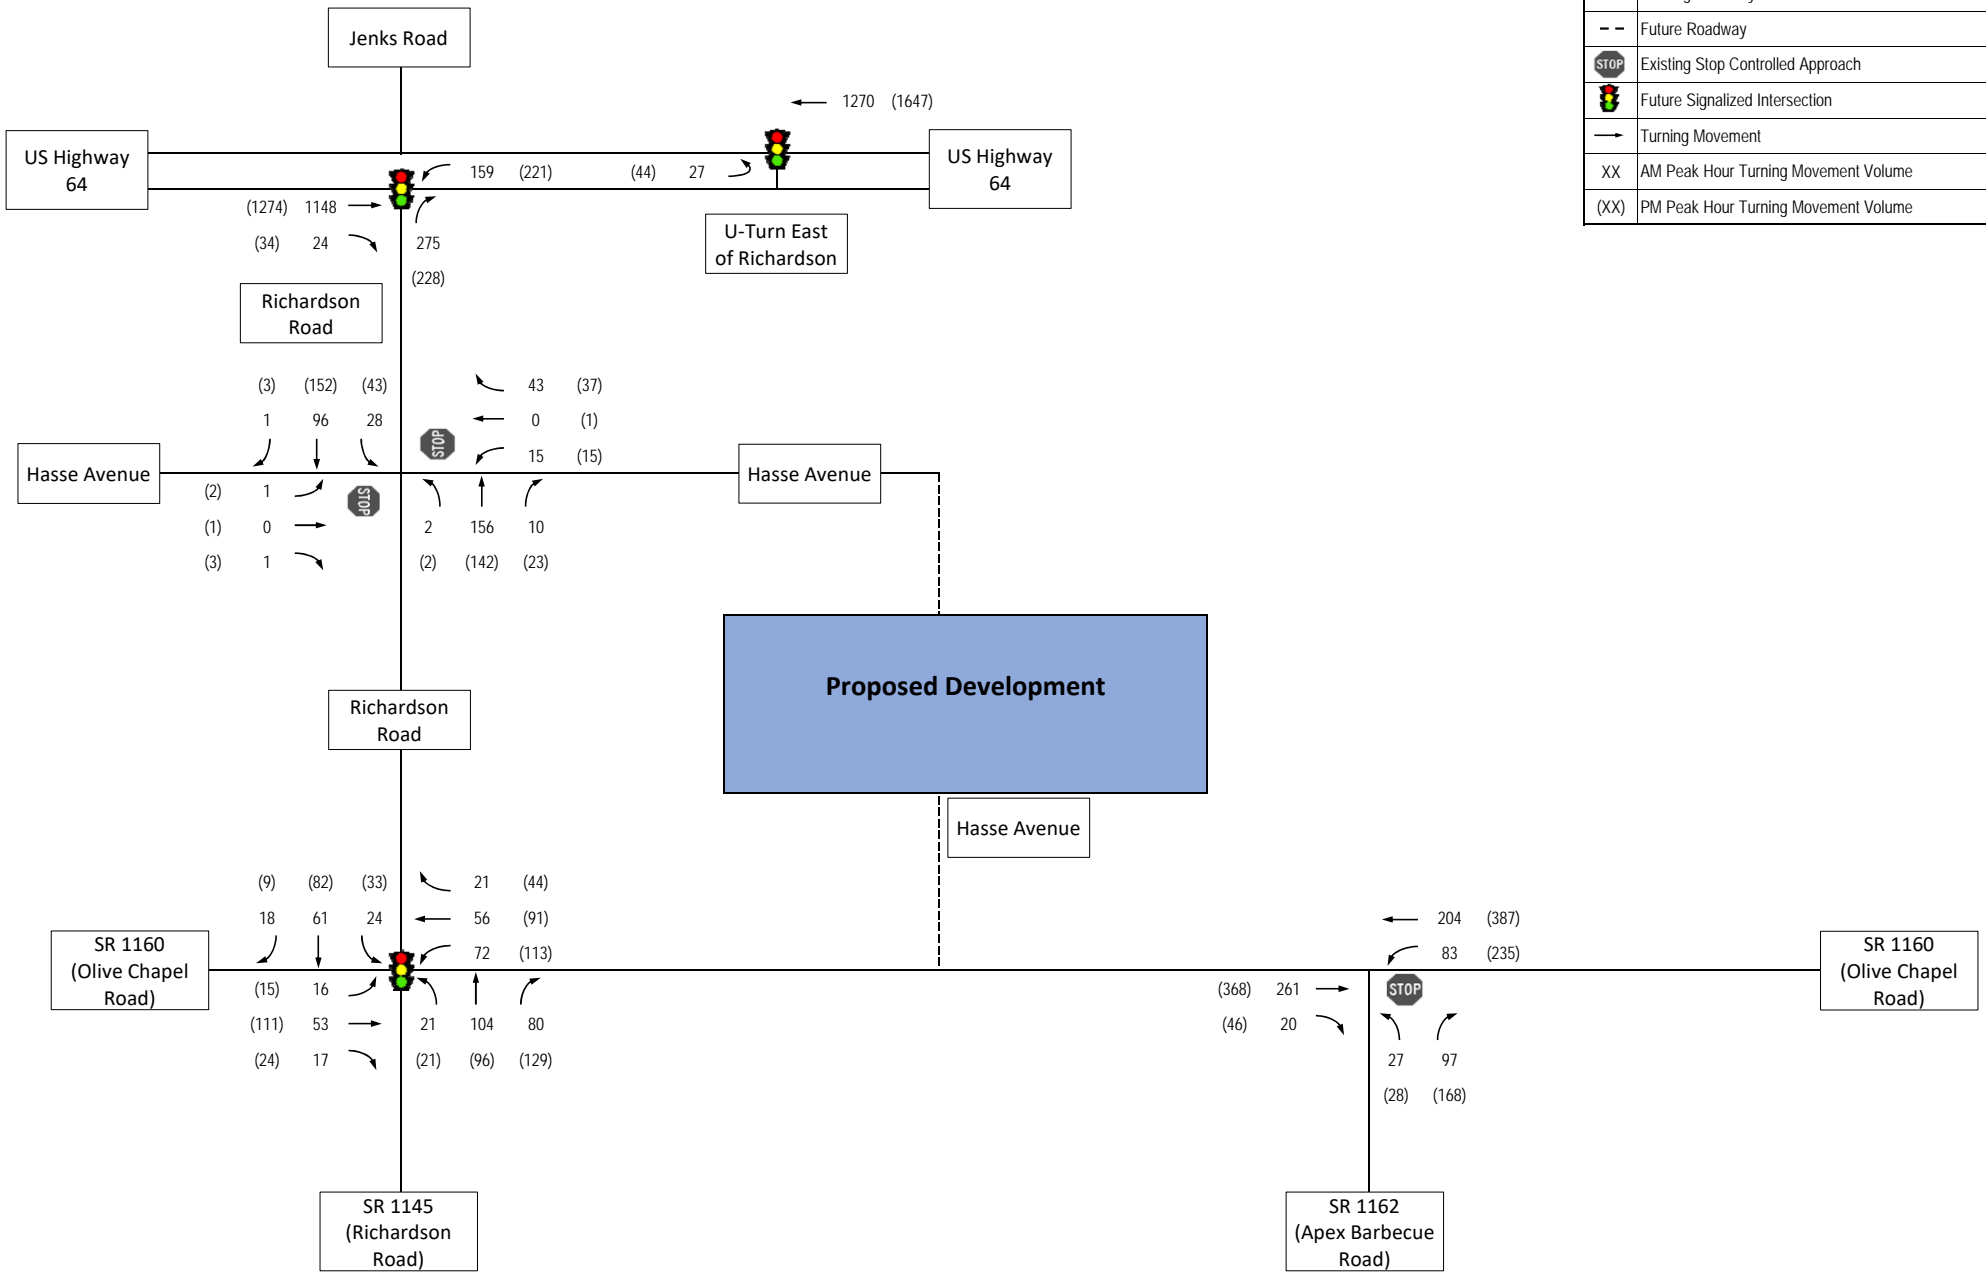 Future Roadway
STOP Existing Stop Controlled Approach
Future Signalized Intersection
Turning Movement
XX AM Peak Hour Turning Movement Volume
(XX) PM Peak Hour Turning Movement Volume
Jenks Road
1270 (1647)
US Highway
64
159 (221) (44) 27
US Highway
64
(1274) 1148
(34) 24 275
(228)
U-Turn East
of Richardson
Richardson
Road
(3) (152) (43) 43 (37)
1 96 28 0 (1)
STOP
15 (15)
Hasse Avenue
Hasse Avenue
(2) 1
STOP
(1) 0 2 156 10
(3) 1 (2) (142) (23)
Proposed Development
Richardson
Road
Hasse Avenue
(9) (82) (33) 21 (44)
18 61 24 56 (91)
72 (113)
SR 1160
(Olive Chapel
Road)
(15) 16
(111) 53 21 104 80
(24) 17 (21) (96) (129)
204 (387)
83 (235)
SR 1160
(Olive Chapel
Road)
(368) 261 STOP
(46) 20
27 97
(28) (168)
SR 1145
(Richardson
Road)
SR 1162
(Apex Barbecue
Road)